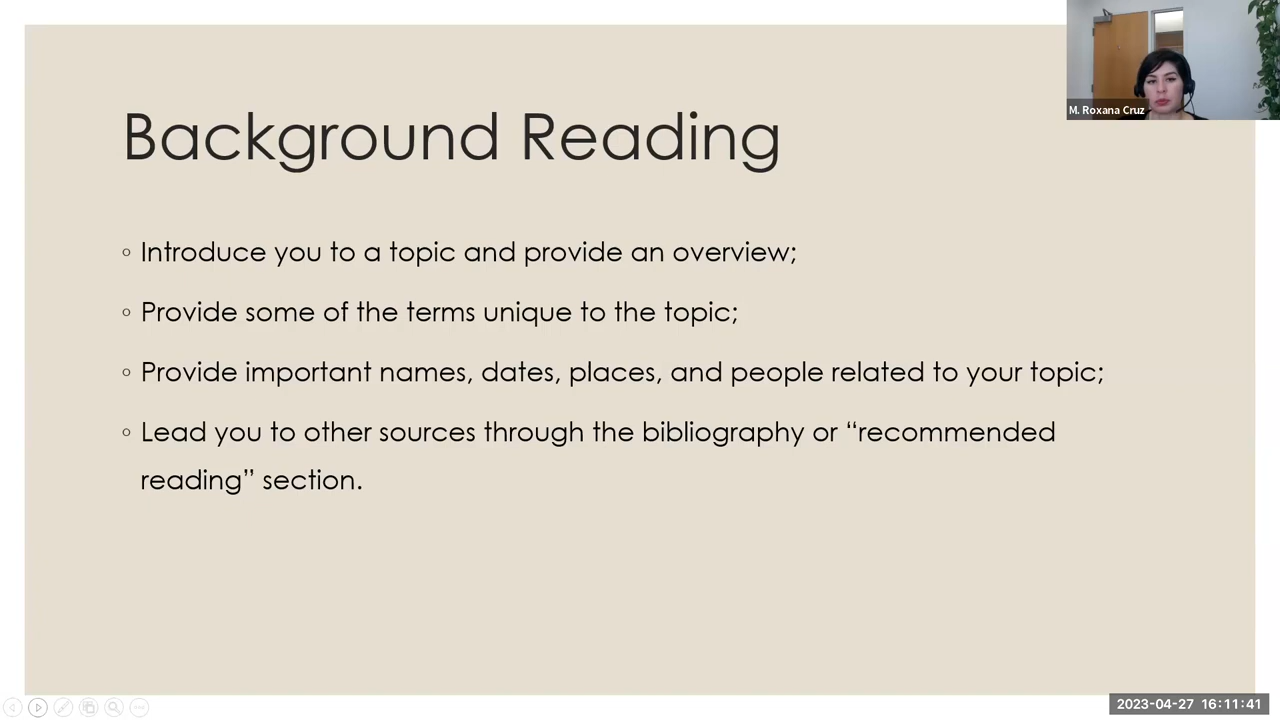 M. Roxana Cruz
Background Reading
◦ Introduce you to a topic and provide an overview;
◦ Provide some of the terms unique to the topic;
◦ Provide important names, dates, places, and people related to your topic;
◦ Lead you to other sources through the bibliography or “recommended
reading” section.
2023-04-27 16:11:41